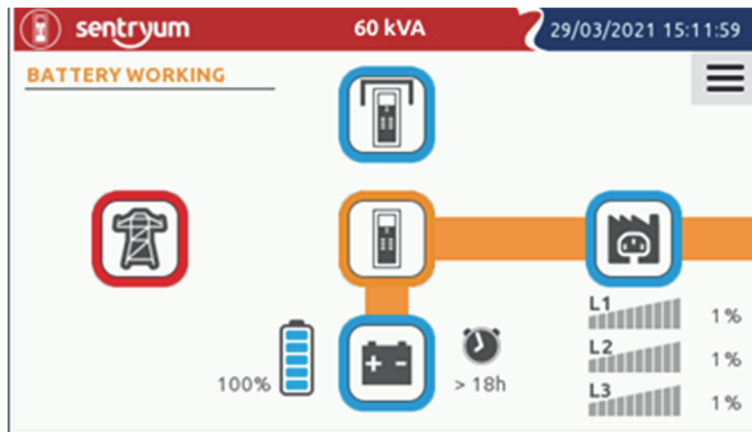 sentryum
60 kVA
29/03/2021 15:11:59
BATTERY WORKING
100%
> 18h
L1
1%
L2
1%
L3
1%